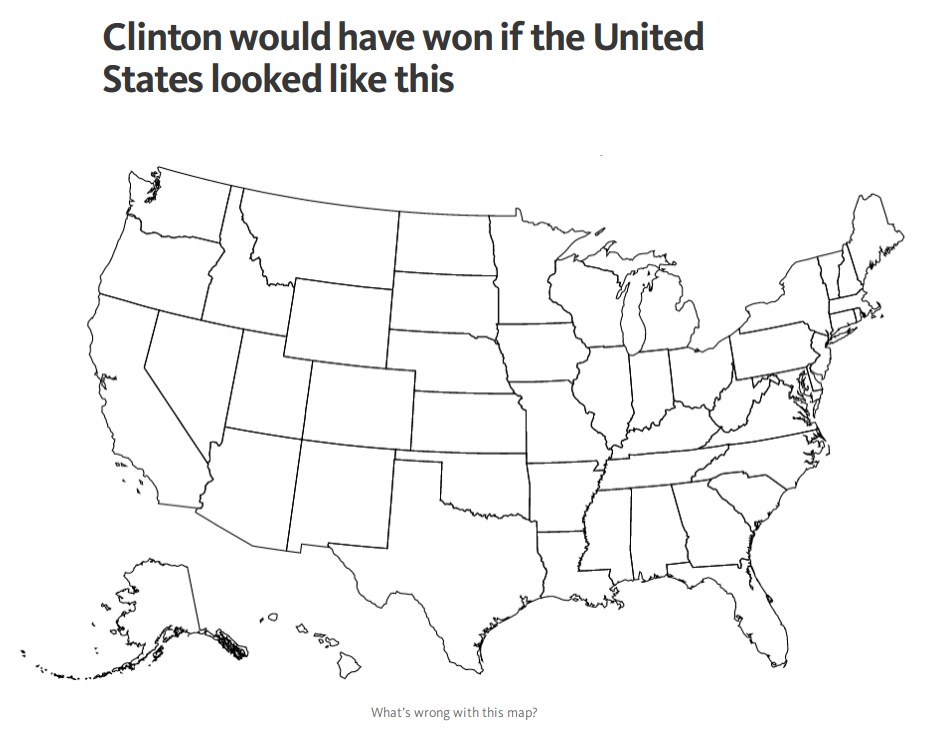 Clinton would have won if the United
States looked like this
What's wrong with this map?